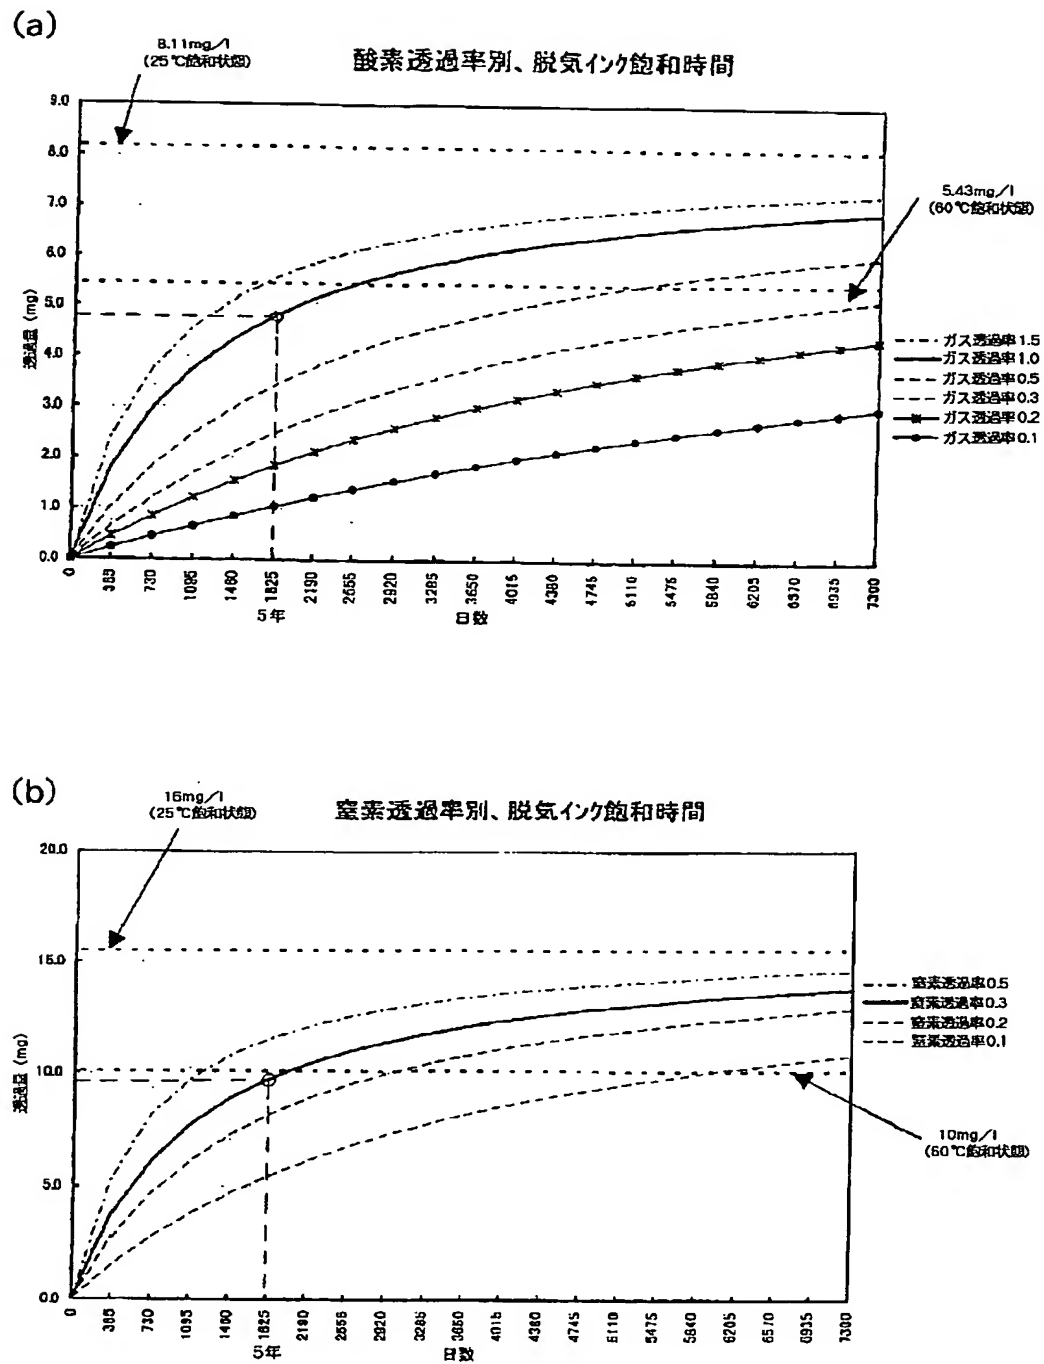 (a)
8.11mg/l
(25℃飽和状態)
酸素透過率別、脱気インク飽和時間
9.0
8.0
7.0
6.0
5.0
4.0
3.0
2.0
1.0
0.0
透過量 (mg)
5.43mg/l
(60℃飽和状態)
ガス透過率1.5
ガス透過率1.0
ガス透過率0.5
ガス透過率0.3
ガス透過率0.2
ガス透過率0.1
0
365
730
1095
1460
1825
2190
2555
2920
3285
3650
4015
4380
4745
5110
5475
5840
6205
6570
6935
7300
5年
日数
(b)
16mg/l
(25℃飽和状態)
窒素透過率別、脱気インク飽和時間
20.0
15.0
10.0
5.0
0.0
透過量 (mg)
窒素透過率0.5
窒素透過率0.3
窒素透過率0.2
窒素透過率0.1
10mg/l
(60℃飽和状態)
0
365
730
1095
1460
1825
2190
2555
2920
3285
3650
4015
4380
4745
5110
5475
5840
6205
6570
6935
7300
5年
日数